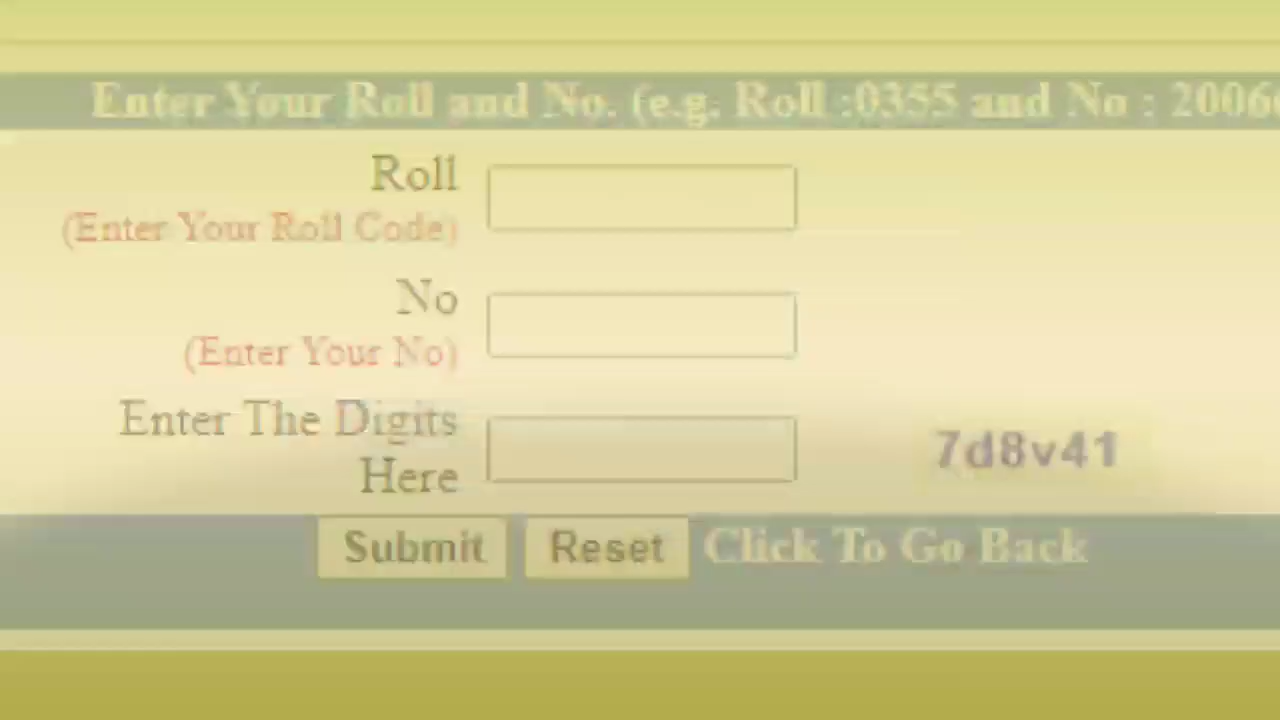 Enter Your Roll and No. (e.g. Roll :0355 and No : 2006
Roll
(Enter Your Roll Code)
No
(Enter Your No)
Enter The Digits
Here
7d8v41
Submit Reset Click To Go Back